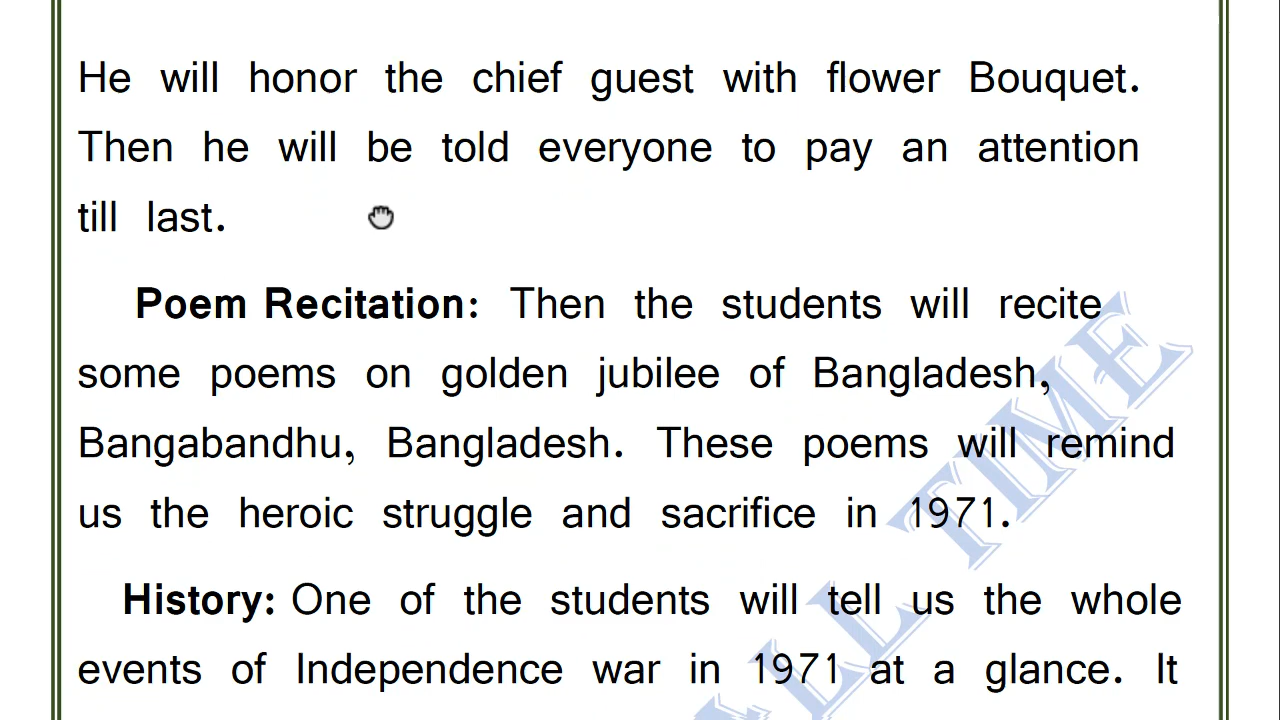 He will honor the chief guest with flower Bouquet.
Then he will be told everyone to pay an attention
till last.
Poem Recitation: Then the students will recite
some poems on golden jubilee of Bangladesh,
Bangabandhu, Bangladesh. These poems will remind
us the heroic struggle and sacrifice in 1971.
History: One of the students will tell us the whole
events of Independence war in 1971 at a glance. It
ALL TIME